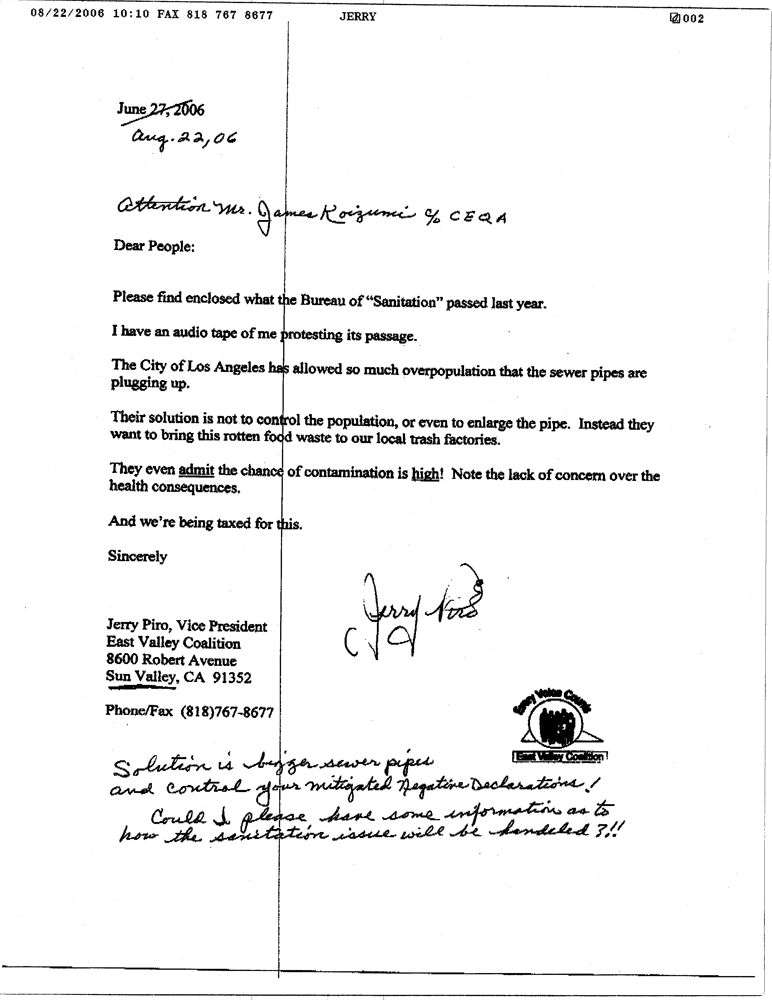 08/22/2006 10:10 FAX 818 767 8677 JERRY 002
June 27, 2006
Aug. 22, 06
Attention Mr. James Koizumi c/o CEQA
Dear People:
Please find enclosed what the Bureau of “Sanitation” passed last year.
I have an audio tape of me protesting its passage.
The City of Los Angeles has allowed so much overpopulation that the sewer pipes are
plugging up.
Their solution is not to control the population, or even to enlarge the pipe. Instead they
want to bring this rotten food waste to our local trash factories.
They even admit the chance of contamination is high! Note the lack of concern over the
health consequences.
And we’re being taxed for this.
Sincerely
Jerry Piro
Jerry Piro, Vice President
East Valley Coalition
8600 Robert Avenue
Sun Valley, CA 91352
Phone/Fax (818)767-8677
Every Voice Counts
East Valley Coalition
Solution is bigger sewer pipes
and control your mitigated Negative Declarations!
Could I please have some information as to
how the sanitation issue will be handeled ?!!